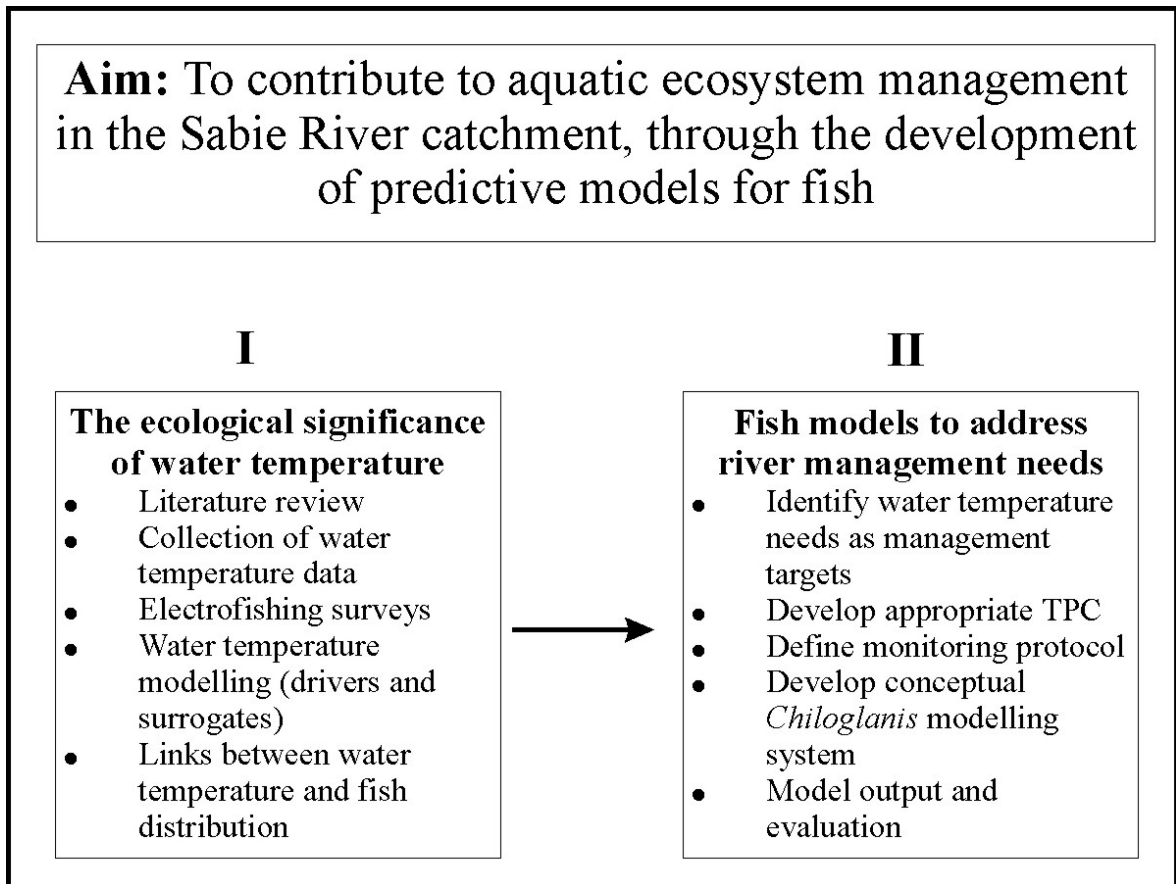 Aim: To contribute to aquatic ecosystem management
in the Sabie River catchment, through the development
of predictive models for fish
I
The ecological significance
of water temperature
● Literature review
● Collection of water
temperature data
● Electrofishing surveys
● Water temperature
modelling (drivers and
surrogates)
● Links between water
temperature and fish
distribution
II
Fish models to address
river management needs
● Identify water temperature
needs as management
targets
● Develop appropriate TPC
● Define monitoring protocol
● Develop conceptual
Chiloglanis modelling
system
● Model output and
evaluation